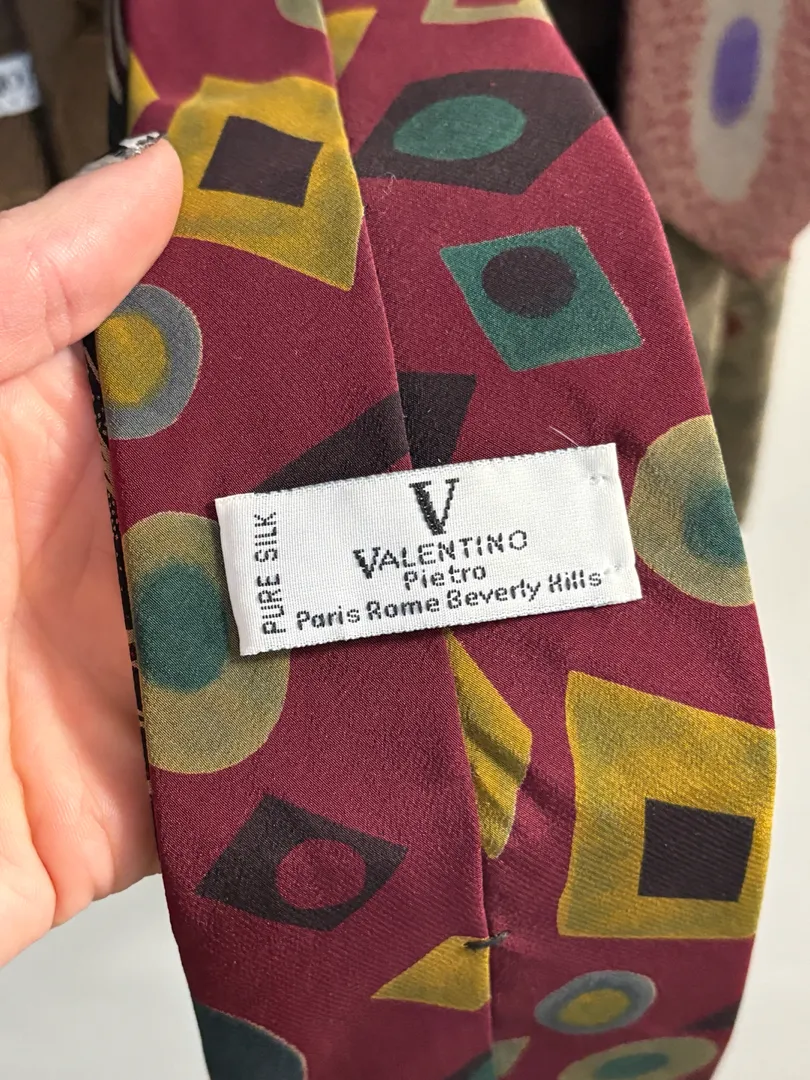 V
VALENTINO
Pietro
Paris Rome Beverly Hills
PURE SILK